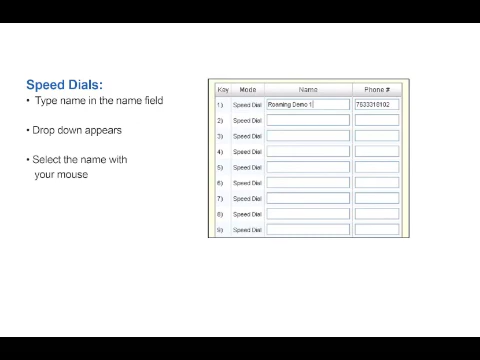 Speed Dials:
• Type name in the name field
• Drop down appears
• Select the name with
your mouse
Key Mode Name Phone #
1) Speed Dial Roaming Demo 1 7633318102
2) Speed Dial
3) Speed Dial
4) Speed Dial
5) Speed Dial
6) Speed Dial
7) Speed Dial
8) Speed Dial
9) Speed Dial